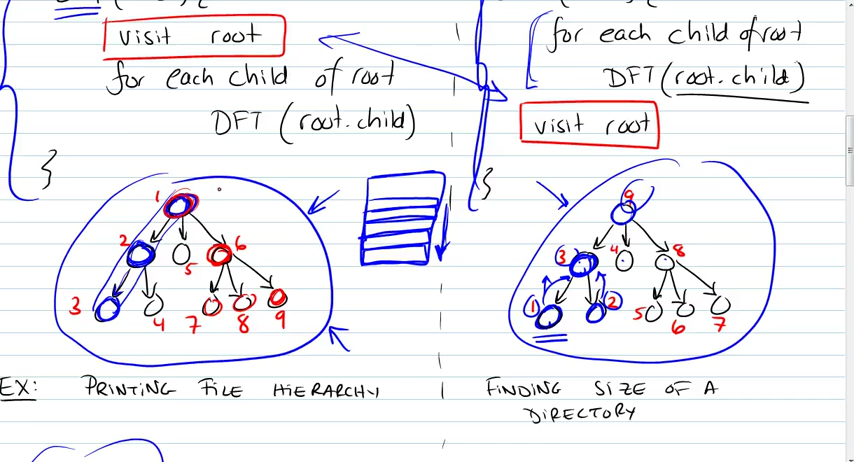 visit root
for each child of root
DFT (root.child)
}
for each child of root
DFT (root.child)
visit root
}
1
2
5
6
3
4
7
8
9
9
3
4
8
1
2
5
6
7
EX: PRINTING FILE HIERARCHY
FINDING SIZE OF A
DIRECTORY